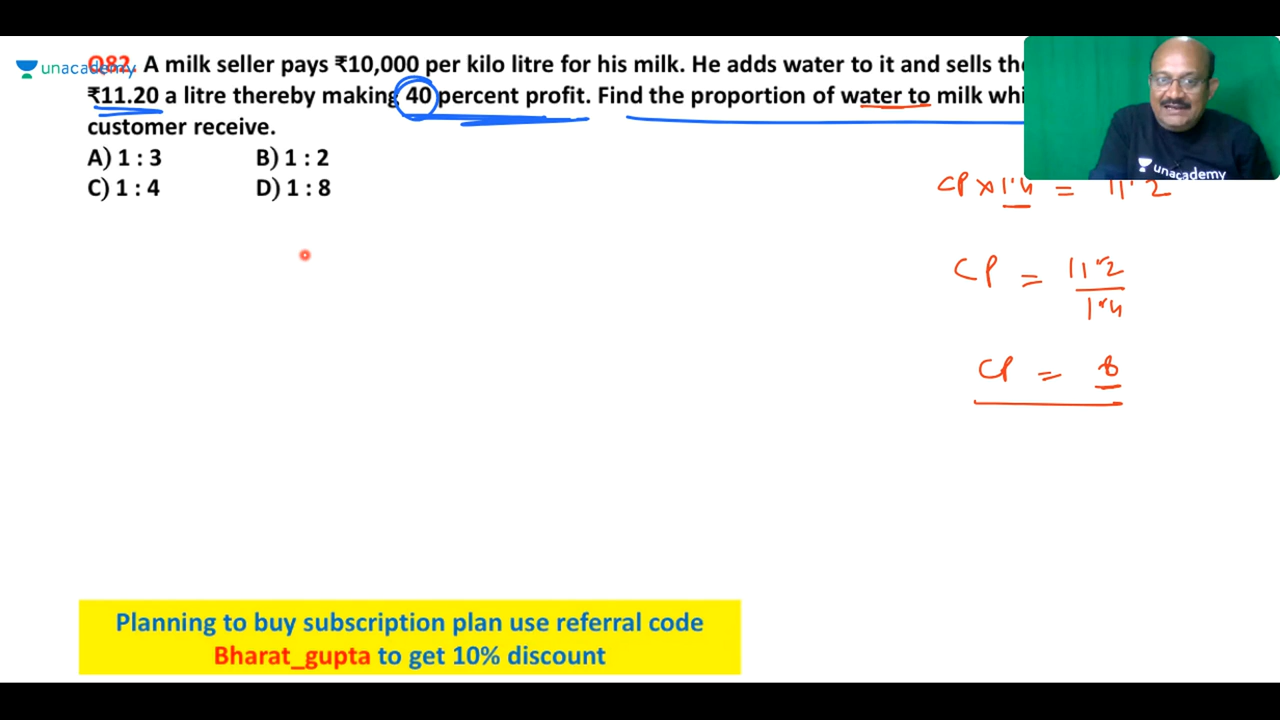 Q82. A milk seller pays ₹10,000 per kilo litre for his milk. He adds water to it and sells the
unacademy
₹11.20 a litre thereby making 40 percent profit. Find the proportion of water to milk whi
customer receive.
A) 1 : 3 B) 1 : 2
C) 1 : 4 D) 1 : 8
unacademy
CP × 1.4 = 11.2
CP = 11.2
1.4
CP = 8
Planning to buy subscription plan use referral code
Bharat_gupta to get 10% discount